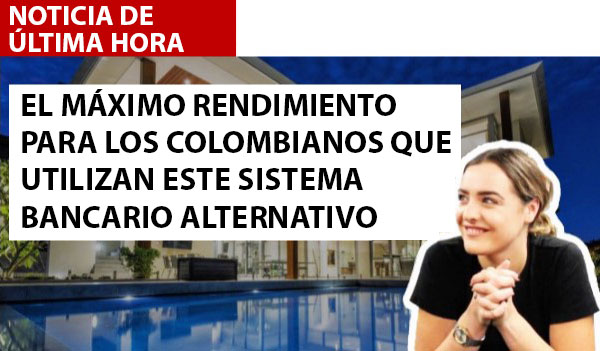 NOTICIA DE
ÚLTIMA HORA
EL MÁXIMO RENDIMIENTO
PARA LOS COLOMBIANOS QUE
UTILIZAN ESTE SISTEMA
BANCARIO ALTERNATIVO